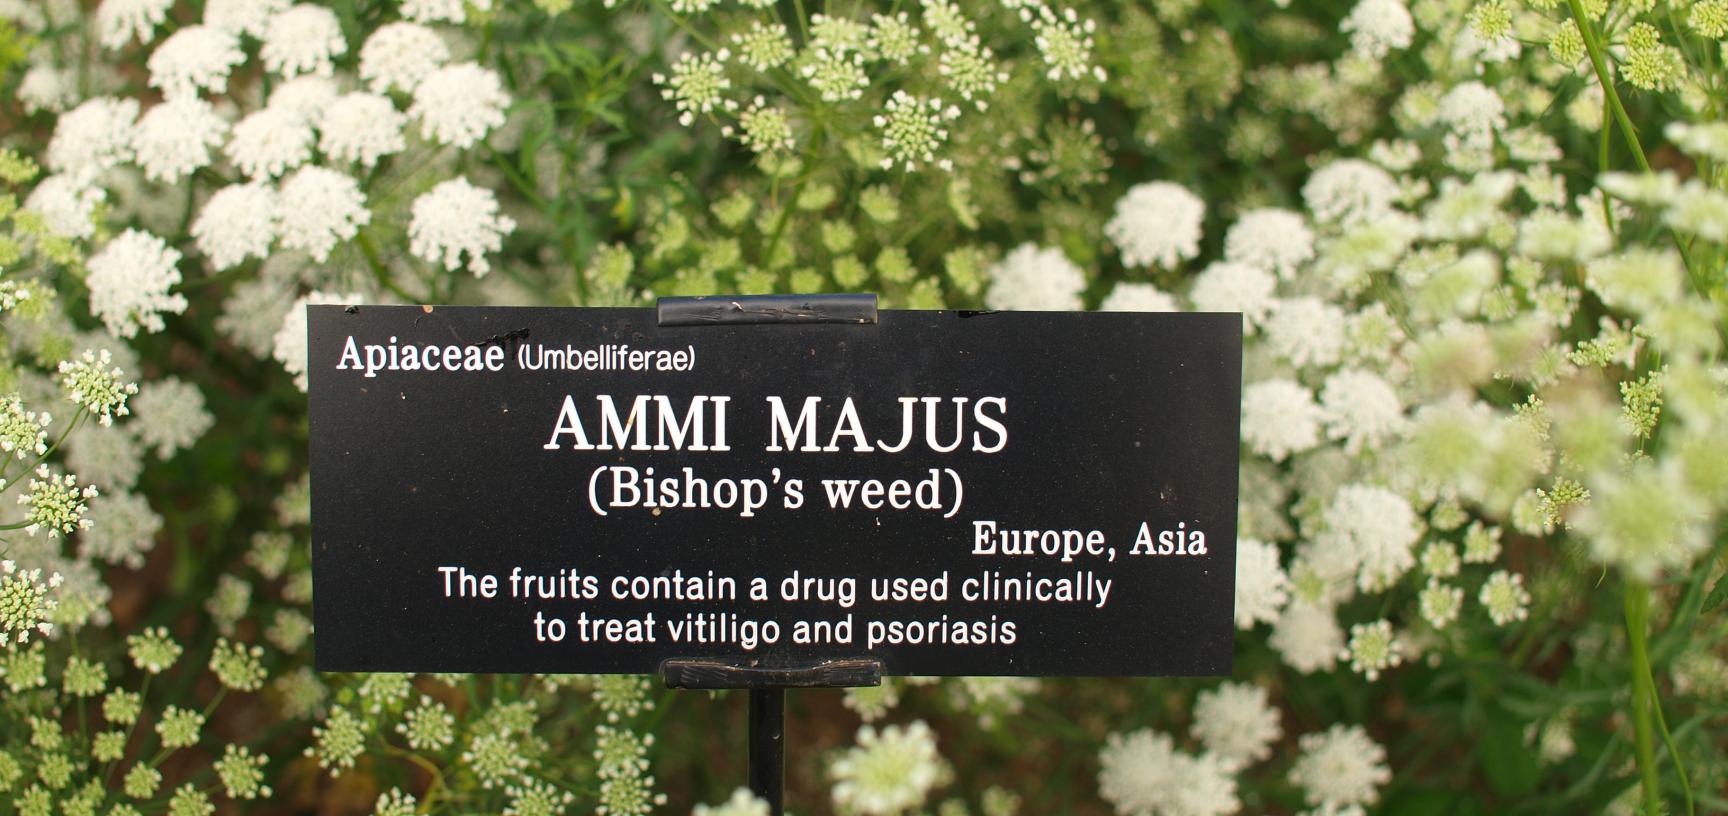 Apiaceae (Umbelliferae)
AMMI MAJUS
(Bishop's weed)
Europe, Asia
The fruits contain a drug used clinically
to treat vitiligo and psoriasis